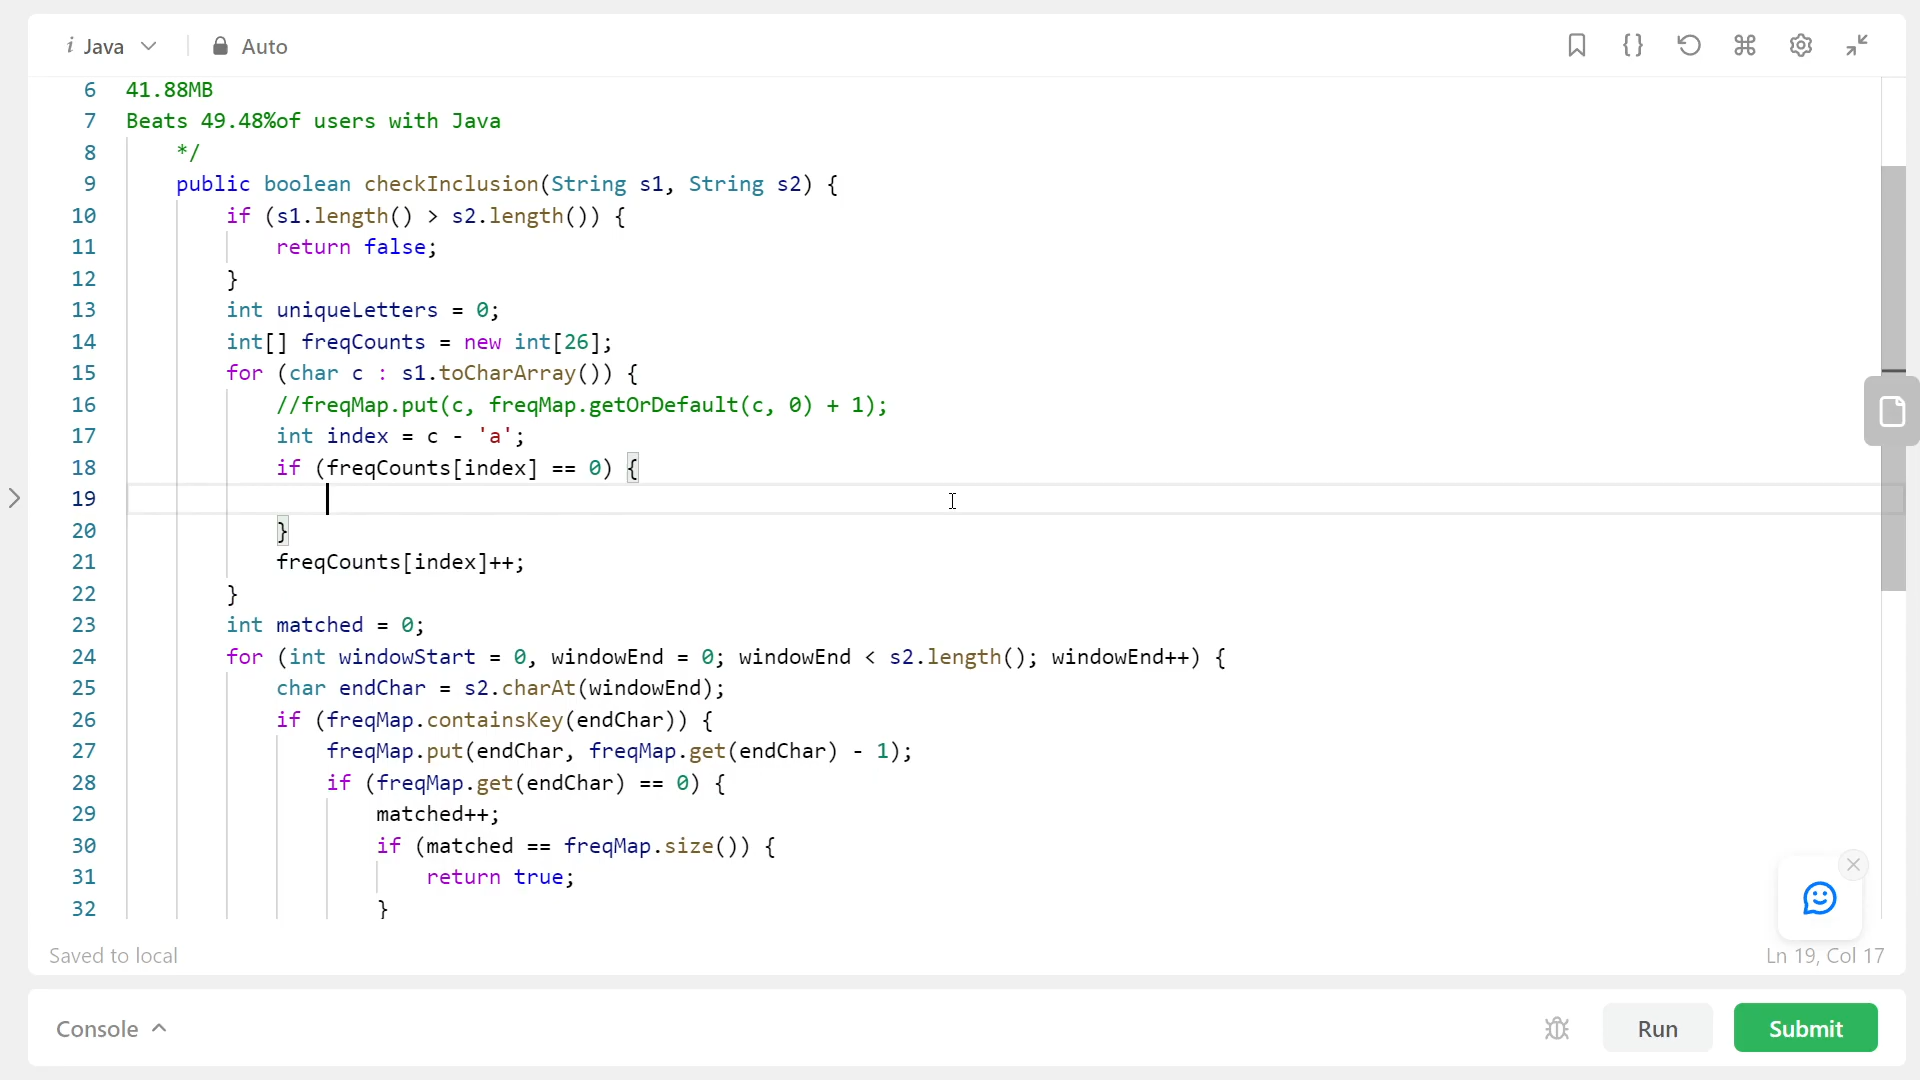 i Java Auto
6 41.88MB
7 Beats 49.48%of users with Java
8 */
9 public boolean checkInclusion(String s1, String s2) {
10 if (s1.length() > s2.length()) {
11 return false;
12 }
13 int uniqueLetters = 0;
14 int[] freqCounts = new int[26];
15 for (char c : s1.toCharArray()) {
16 //freqMap.put(c, freqMap.getOrDefault(c, 0) + 1);
17 int index = c - 'a';
18 if (freqCounts[index] == 0) {
19
20 }
21 freqCounts[index]++;
22 }
23 int matched = 0;
24 for (int windowStart = 0, windowEnd = 0; windowEnd < s2.length(); windowEnd++) {
25 char endChar = s2.charAt(windowEnd);
26 if (freqMap.containsKey(endChar)) {
27 freqMap.put(endChar, freqMap.get(endChar) - 1);
28 if (freqMap.get(endChar) == 0) {
29 matched++;
30 if (matched == freqMap.size()) {
31 return true;
32 }
Saved to local Ln 19, Col 17
Console Run Submit